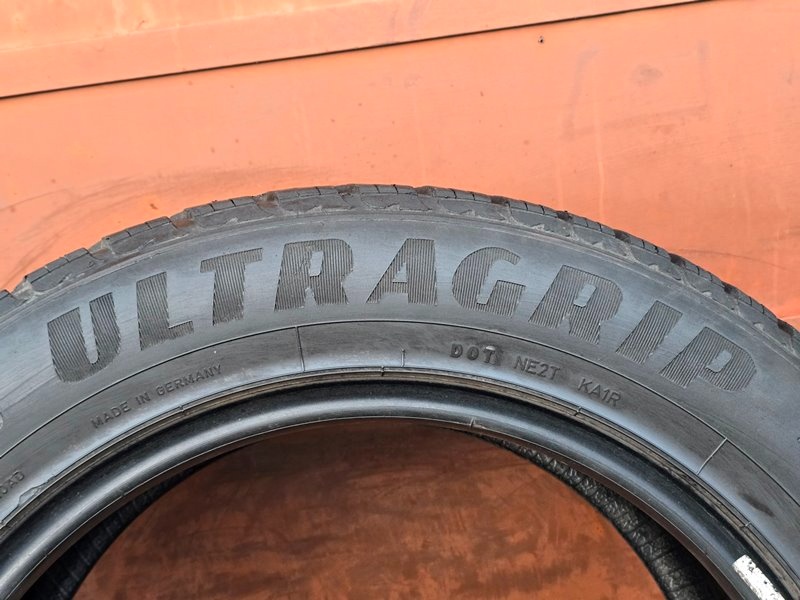 ULTRAGRIP
MADE IN GERMANY
DOT NE2T KA1R